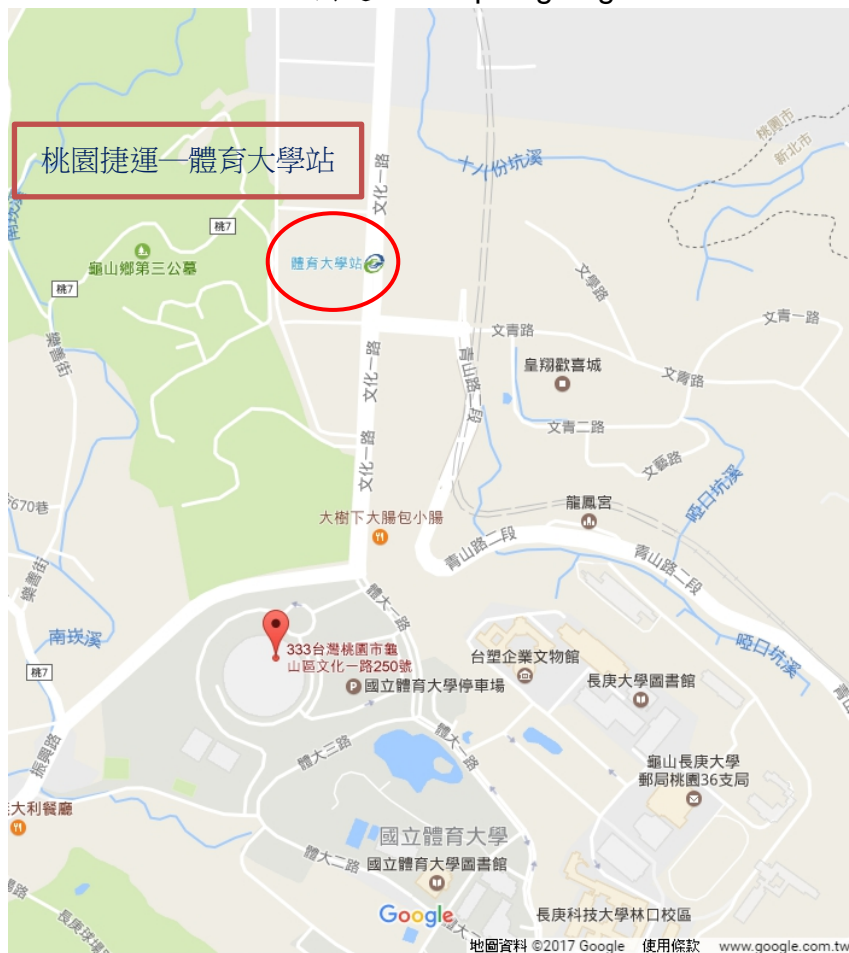 桃園捷運─體育大學站
桃園市
新北市
文化一路
桃7
體育大學站
龜山鄉第三公墓
桃7
樂善街
文學路
文青一路
文青路
青山路二段
皇翔歡喜城
文化一路
文青路
文青二路
文化一路
文藝路
啞口坑溪
大樹下大腸包小腸
龍鳳宮
青山路二段
青山路二段
樂善街
體大一路
南崁溪
333台灣桃園市龜
山區文化一路250號
台塑企業文物館
啞口坑溪
桃7
國立體育大學停車場
長庚大學圖書館
振興路
體大三路
體大一路
龜山長庚大學
郵局桃園36支局
大利餐廳
國立體育大學
體大二路
國立體育大學圖書館
Google
長庚科技大學林口校區
地圖資料 ©2017 Google 使用條款 www.google.com.tw